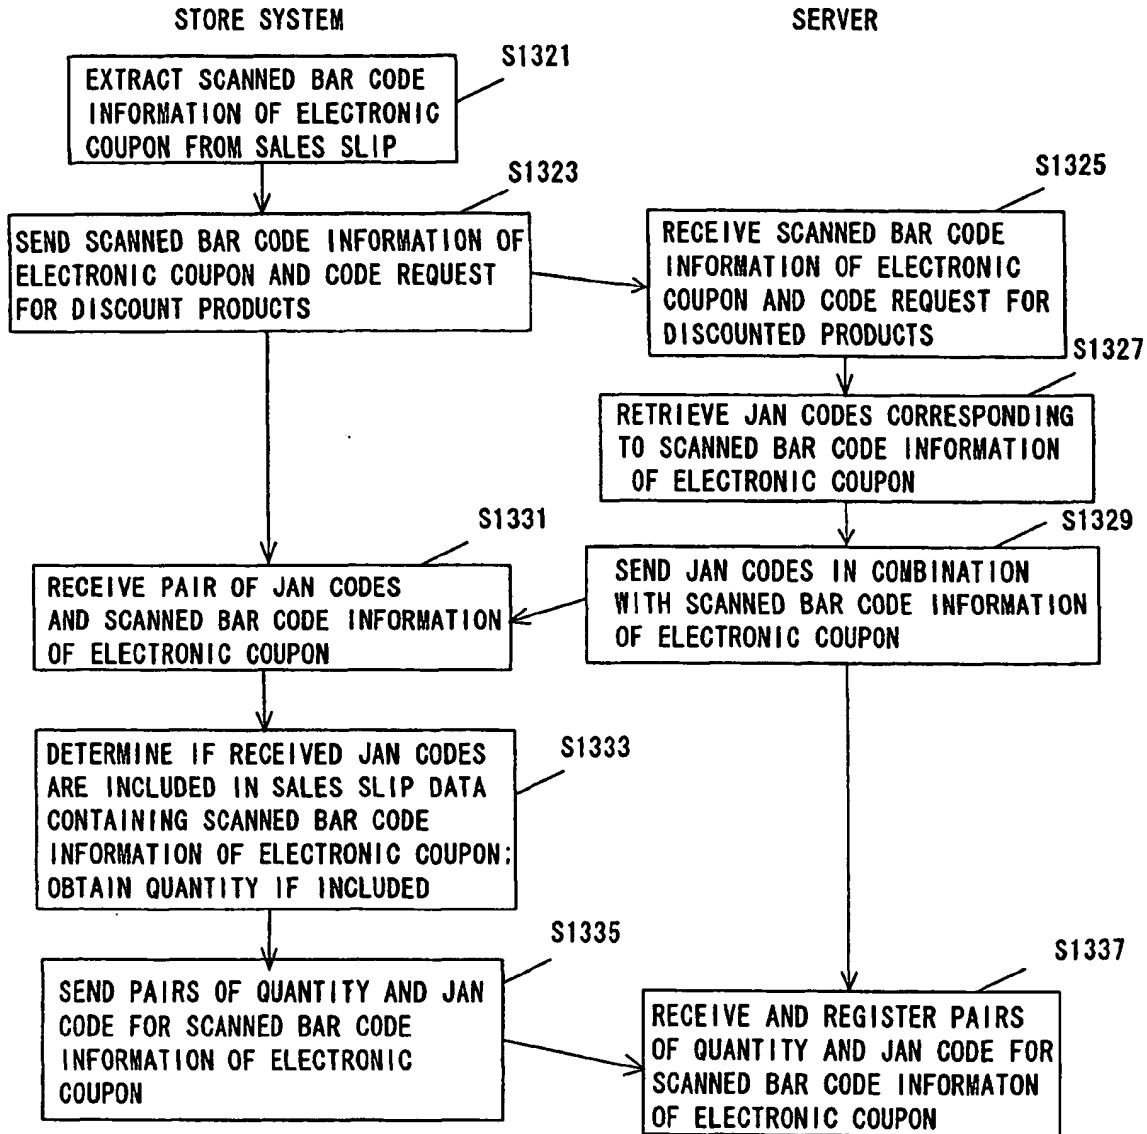 STORE SYSTEM
SERVER
S1321
EXTRACT SCANNED BAR CODE
INFORMATION OF ELECTRONIC
COUPON FROM SALES SLIP
S1323
SEND SCANNED BAR CODE INFORMATION OF
ELECTRONIC COUPON AND CODE REQUEST
FOR DISCOUNT PRODUCTS
S1325
RECEIVE SCANNED BAR CODE
INFORMATION OF ELECTRONIC
COUPON AND CODE REQUEST FOR
DISCOUNTED PRODUCTS
S1327
RETRIEVE JAN CODES CORRESPONDING
TO SCANNED BAR CODE INFORMATION
OF ELECTRONIC COUPON
S1329
SEND JAN CODES IN COMBINATION
WITH SCANNED BAR CODE INFORMATION
OF ELECTRONIC COUPON
S1331
RECEIVE PAIR OF JAN CODES
AND SCANNED BAR CODE INFORMATION
OF ELECTRONIC COUPON
S1333
DETERMINE IF RECEIVED JAN CODES
ARE INCLUDED IN SALES SLIP DATA
CONTAINING SCANNED BAR CODE
INFORMATION OF ELECTRONIC COUPON;
OBTAIN QUANTITY IF INCLUDED
S1335
SEND PAIRS OF QUANTITY AND JAN
CODE FOR SCANNED BAR CODE
INFORMATION OF ELECTRONIC
COUPON
S1337
RECEIVE AND REGISTER PAIRS
OF QUANTITY AND JAN CODE FOR
SCANNED BAR CODE INFORMATON
OF ELECTRONIC COUPON